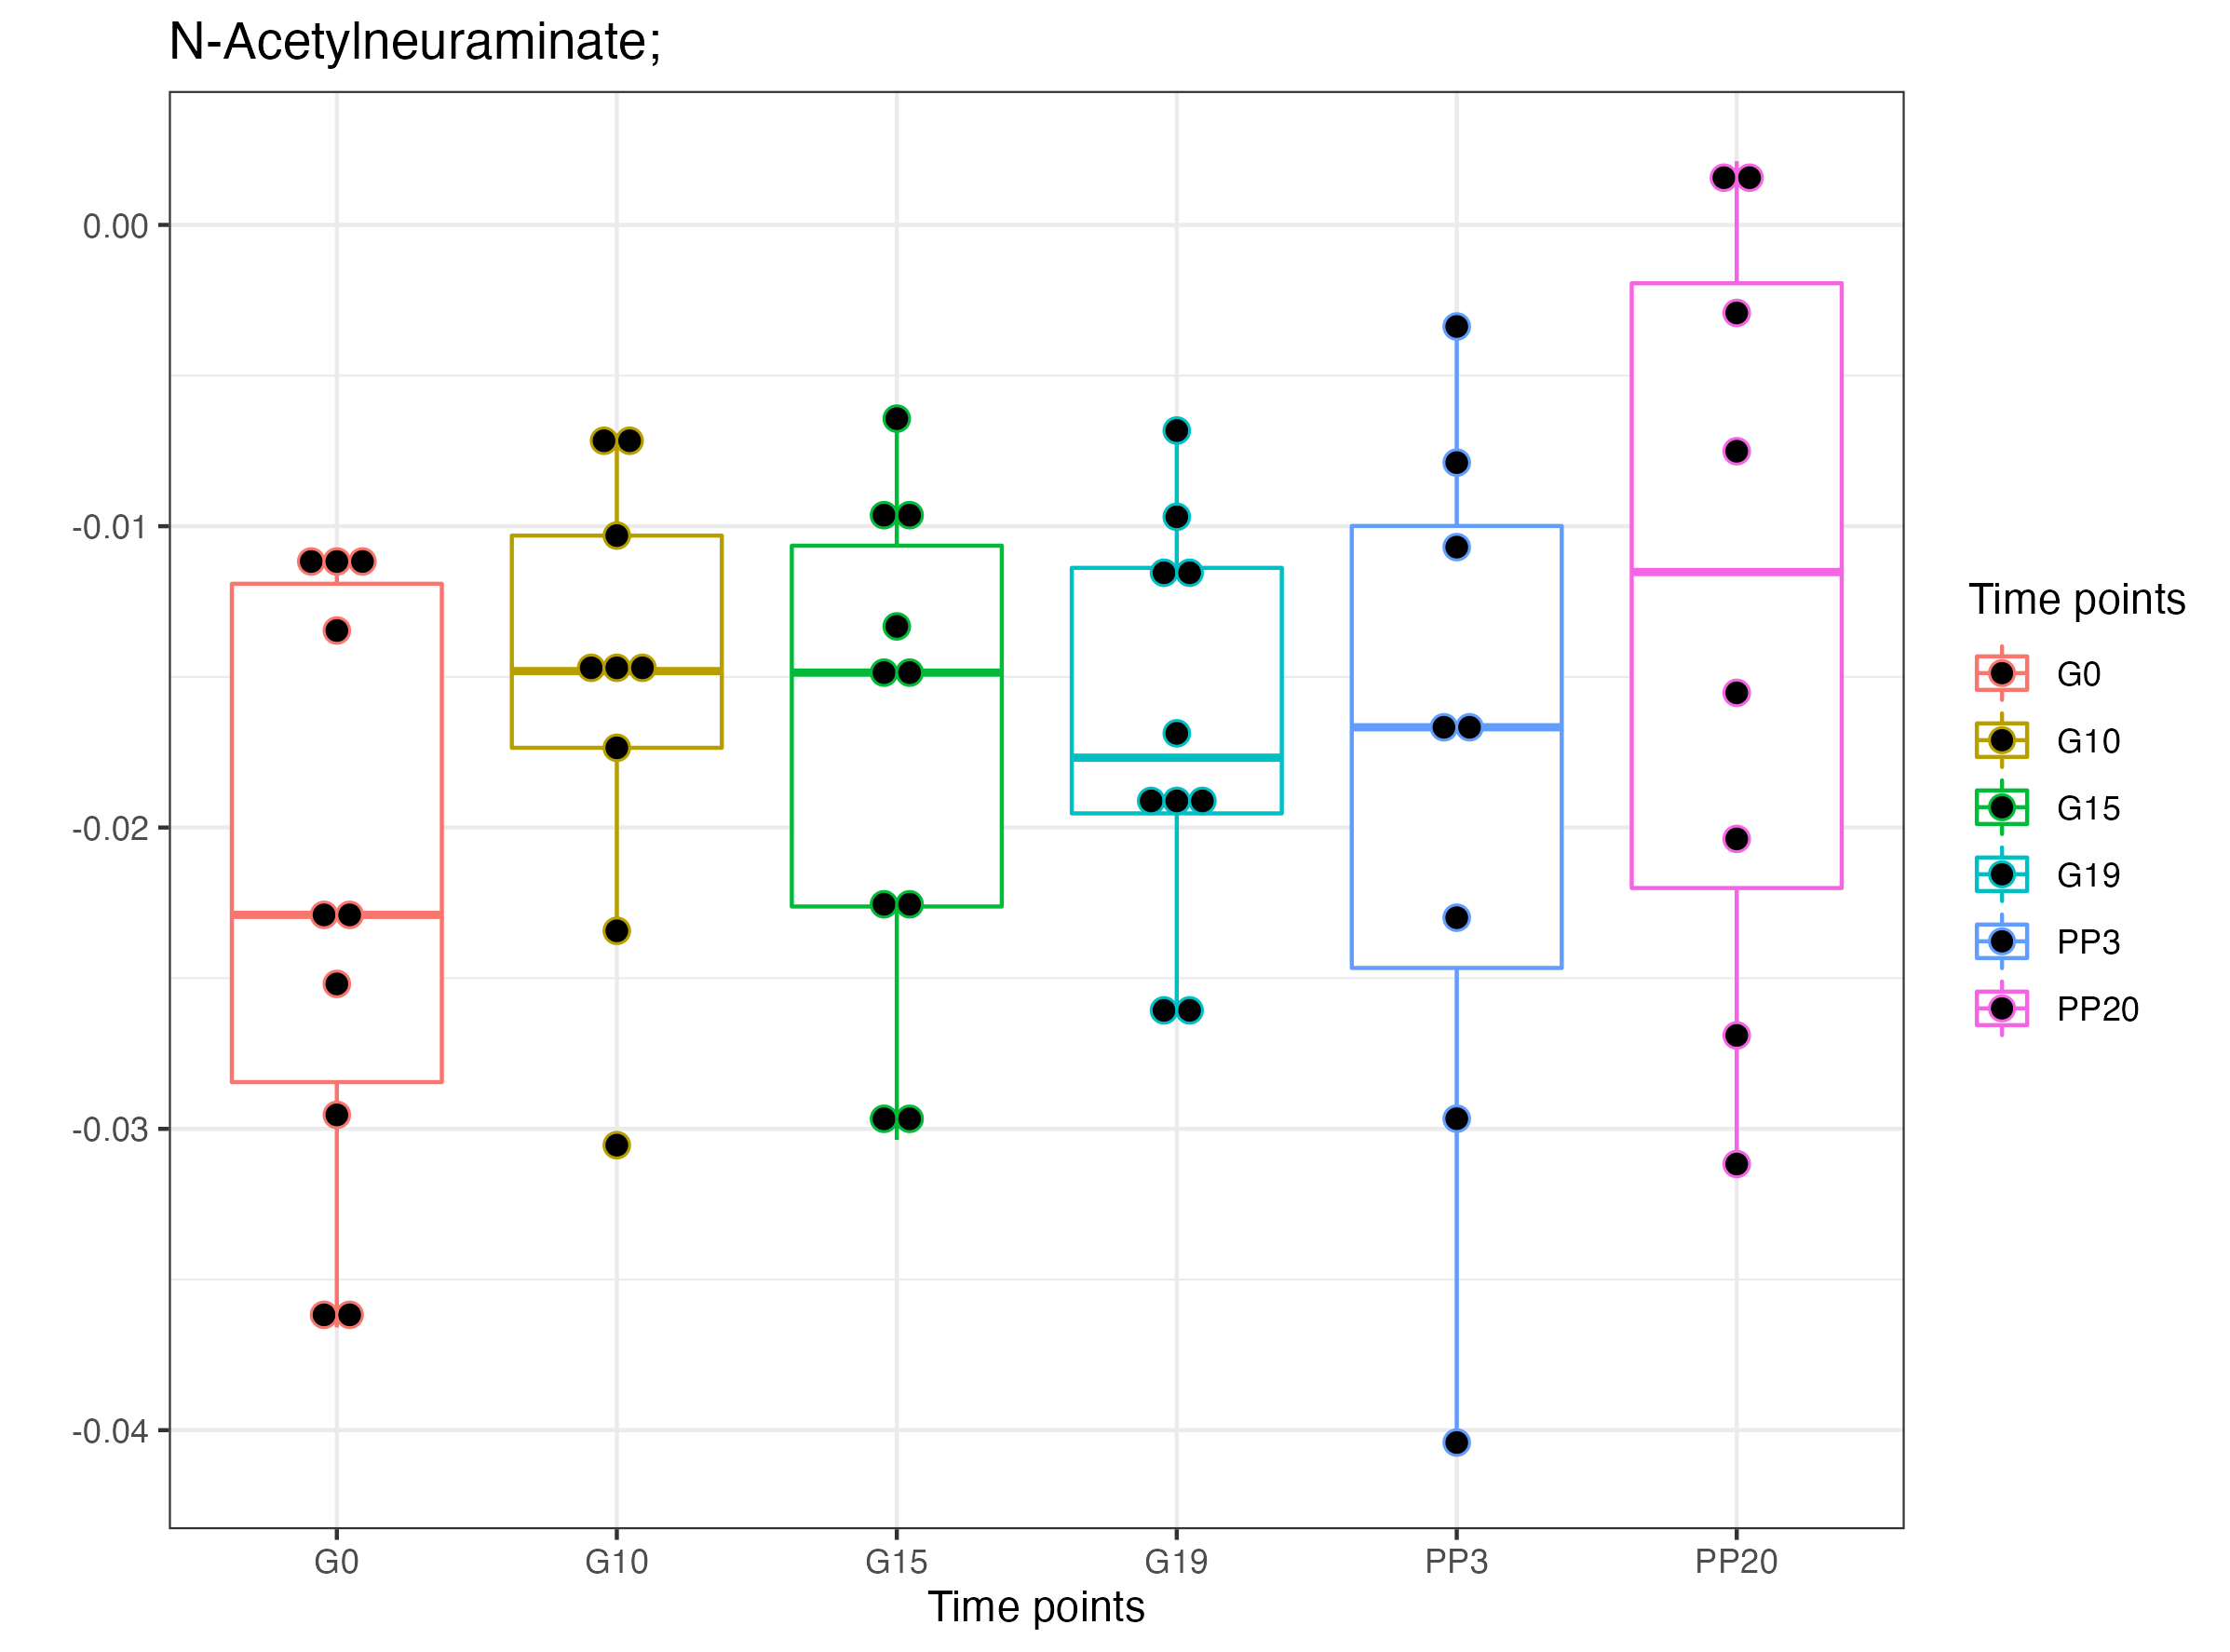 N-Acetylneuraminate;
0.00
-0.01
-0.02
-0.03
-0.04
G0 G10 G15 G19 PP3 PP20
Time points
Time points
G0
G10
G15
G19
PP3
PP20